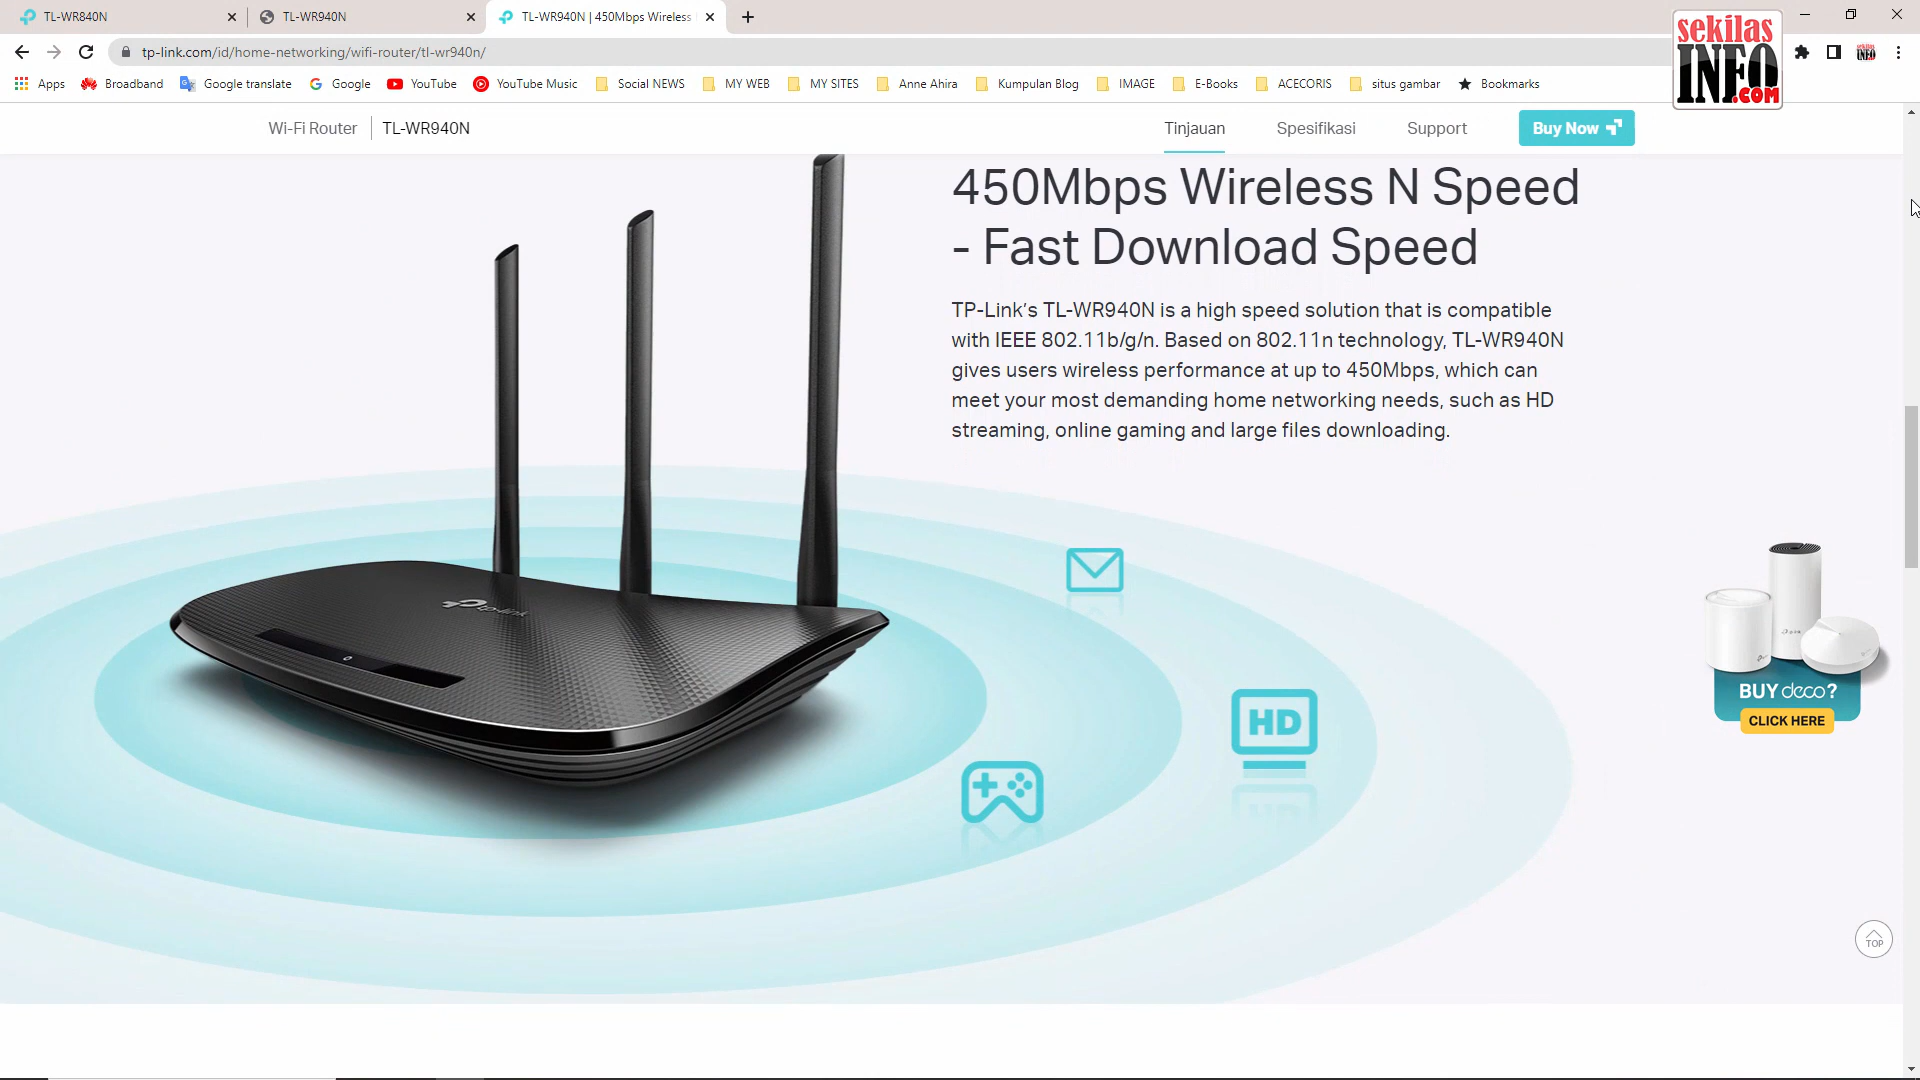 TL-WR840N
TL-WR940N
TL-WR940N | 450Mbps Wireless
tp-link.com/id/home-networking/wifi-router/tl-wr940n/
Apps
Broadband
Google translate
Google
YouTube
YouTube Music
Social NEWS
MY WEB
MY SITES
Anne Ahira
Kumpulan Blog
IMAGE
E-Books
ACECORIS
situs gambar
Bookmarks
sekilas
INFO
.COM
Wi-Fi Router
TL-WR940N
Tinjauan
Spesifikasi
Support
Buy Now
450Mbps Wireless N Speed
- Fast Download Speed
TP-Link’s TL-WR940N is a high speed solution that is compatible
with IEEE 802.11b/g/n. Based on 802.11n technology, TL-WR940N
gives users wireless performance at up to 450Mbps, which can
meet your most demanding home networking needs, such as HD
streaming, online gaming and large files downloading.
tp-link
HD
BUY deco?
CLICK HERE
TOP